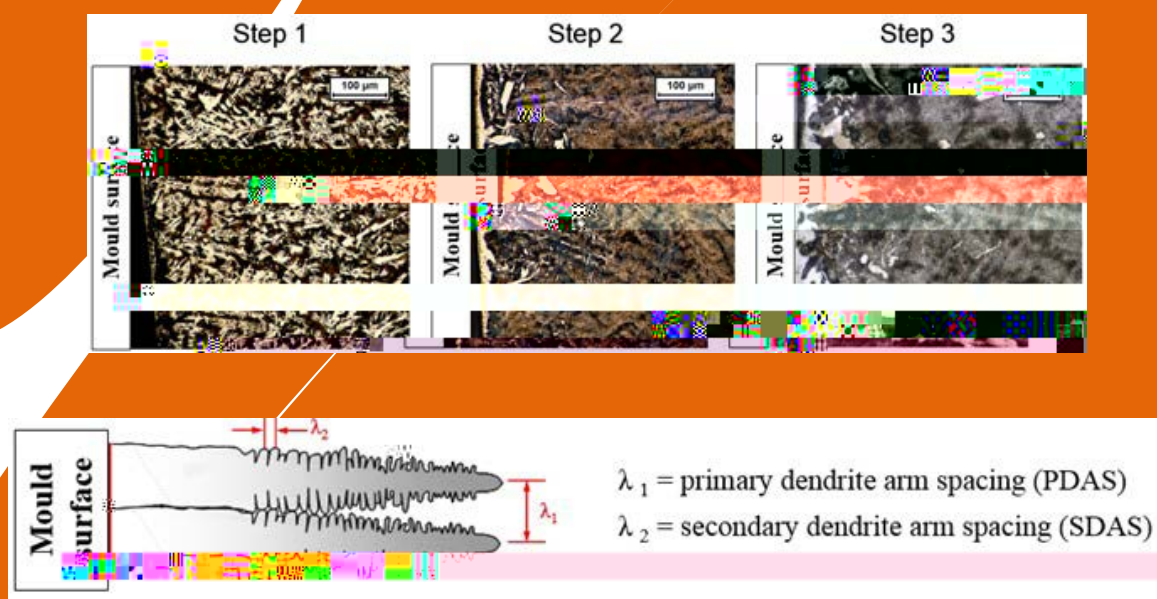 Step 1 Step 2 Step 3
100 µm 100 µm
Mould surface
Mould surface
Mould
λ2
Mould surface
λ1
λ 1 = primary dendrite arm spacing (PDAS)
λ 2 = secondary dendrite arm spacing (SDAS)